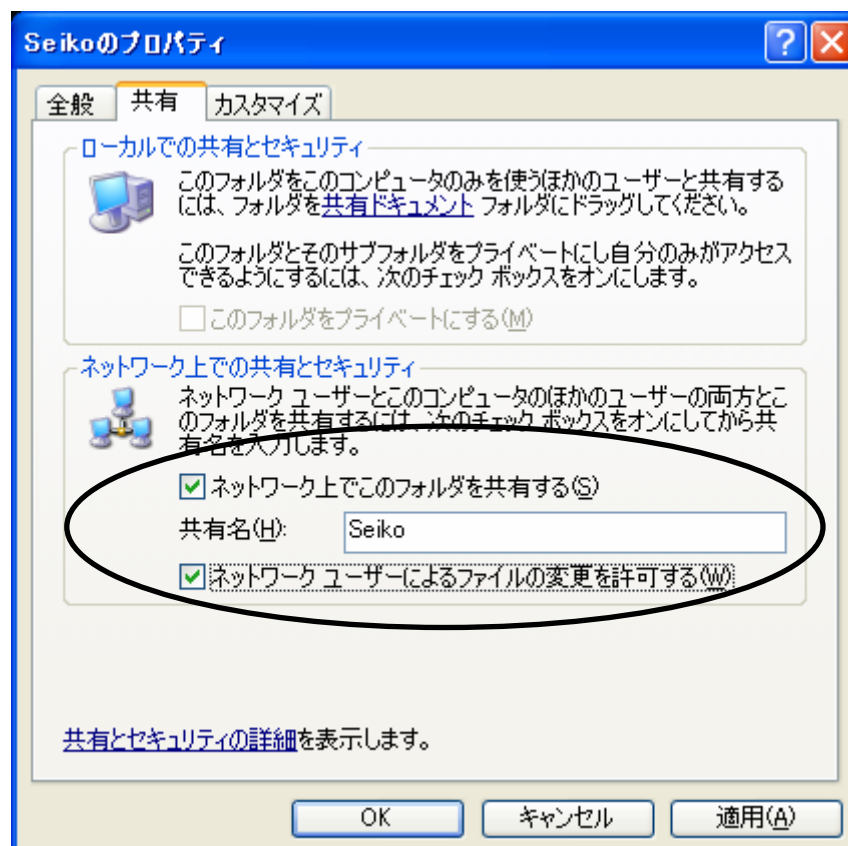 Seikoのプロパティ
全般 共有 カスタマイズ
ローカルでの共有とセキュリティ
このフォルダをこのコンピュータのみを使うほかのユーザーと共有する
には、フォルダを共有ドキュメント フォルダにドラッグしてください。
このフォルダとそのサブフォルダをプライベートにし自分のみがアクセス
できるようにするには、次のチェック ボックスをオンにします。
このフォルダをプライベートにする(M)
ネットワーク上での共有とセキュリティ
ネットワーク ユーザーとこのコンピュータのほかのユーザーの両方とこ
のフォルダを共有するには、次のチェック ボックスをオンにしてから共
有名を入力します。
ネットワーク上でこのフォルダを共有する(S)
共有名(H): Seiko
ネットワーク ユーザーによるファイルの変更を許可する(W)
共有とセキュリティの詳細を表示します。
OK キャンセル 適用(A)